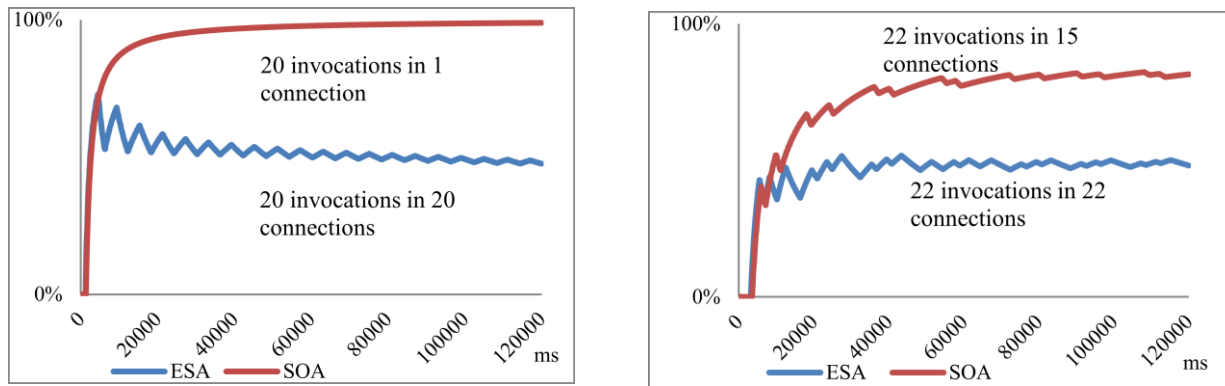 100%
20 invocations in 1
connection
20 invocations in 20
connections
0%
0
20000
40000
60000
80000
100000
120000
ms
ESA
SOA
100%
22 invocations in 15
connections
22 invocations in 22
connections
0%
0
20000
40000
60000
80000
100000
120000
ms
ESA
SOA